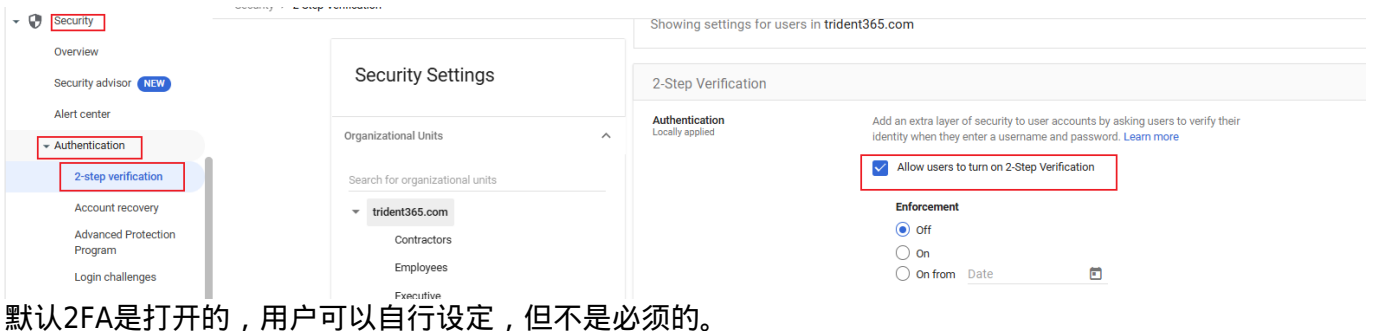 Security > 2-Step Verification
Security
Overview
Security advisor NEW
Alert center
Authentication
2-step verification
Account recovery
Advanced Protection
Program
Login challenges
Security Settings
Organizational Units
Search for organizational units
trident365.com
Contractors
Employees
Executive
Showing settings for users in trident365.com
2-Step Verification
Authentication
Locally applied
Add an extra layer of security to user accounts by asking users to verify their
identity when they enter a username and password. Learn more
Allow users to turn on 2-Step Verification
Enforcement
Off
On
On from Date
默认2FA是打开的，用户可以自行设定，但不是必须的。